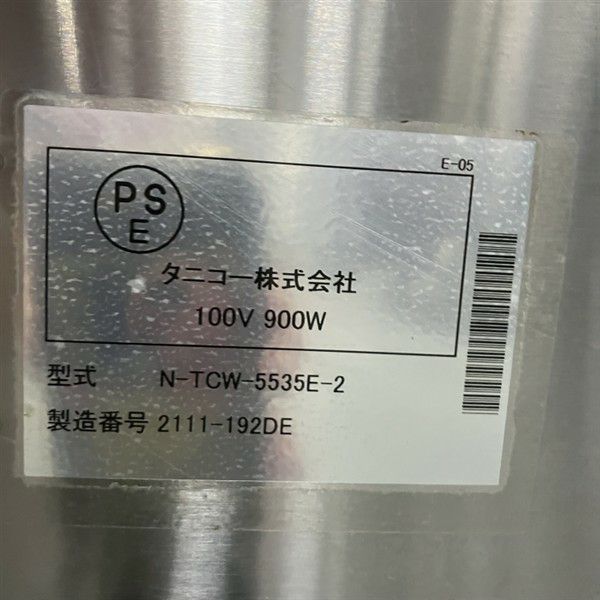 E-05
PS
E
タニコー株式会社
100V 900W
型式 N-TCW-5535E-2
製造番号 2111-192DE